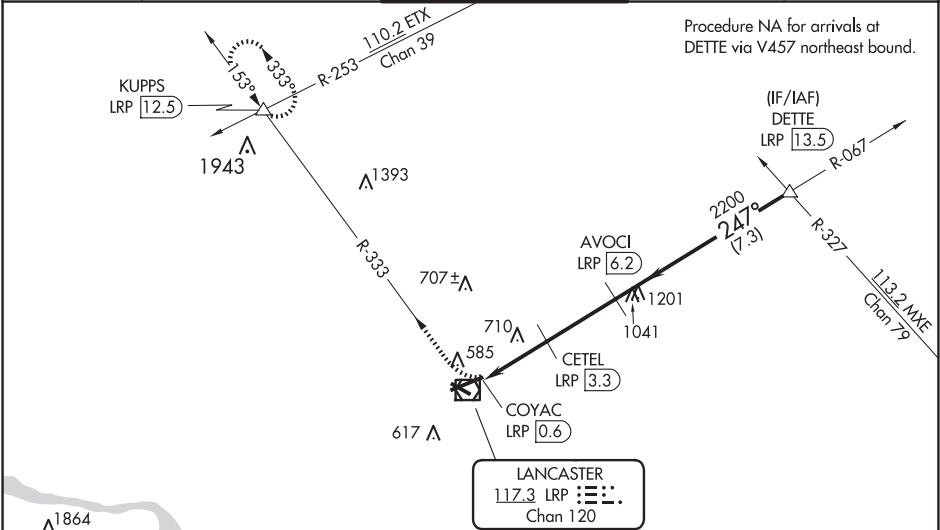 Procedure NA for arrivals at
DETTE via V457 northeast bound.
110.2 ETX
Chan 39
R-253
153°
333°
KUPPS
LRP 12.5
1943
1393
(IF/IAF)
DETTE
LRP 13.5
R-067
2200
247°
(7.3)
R-327
113.2 MXE
Chan 79
AVOCI
LRP 6.2
1201
1041
R-333
707±
710
585
CETEL
LRP 3.3
COYAC
LRP 0.6
617
LANCASTER
117.3 LRP
Chan 120
1864